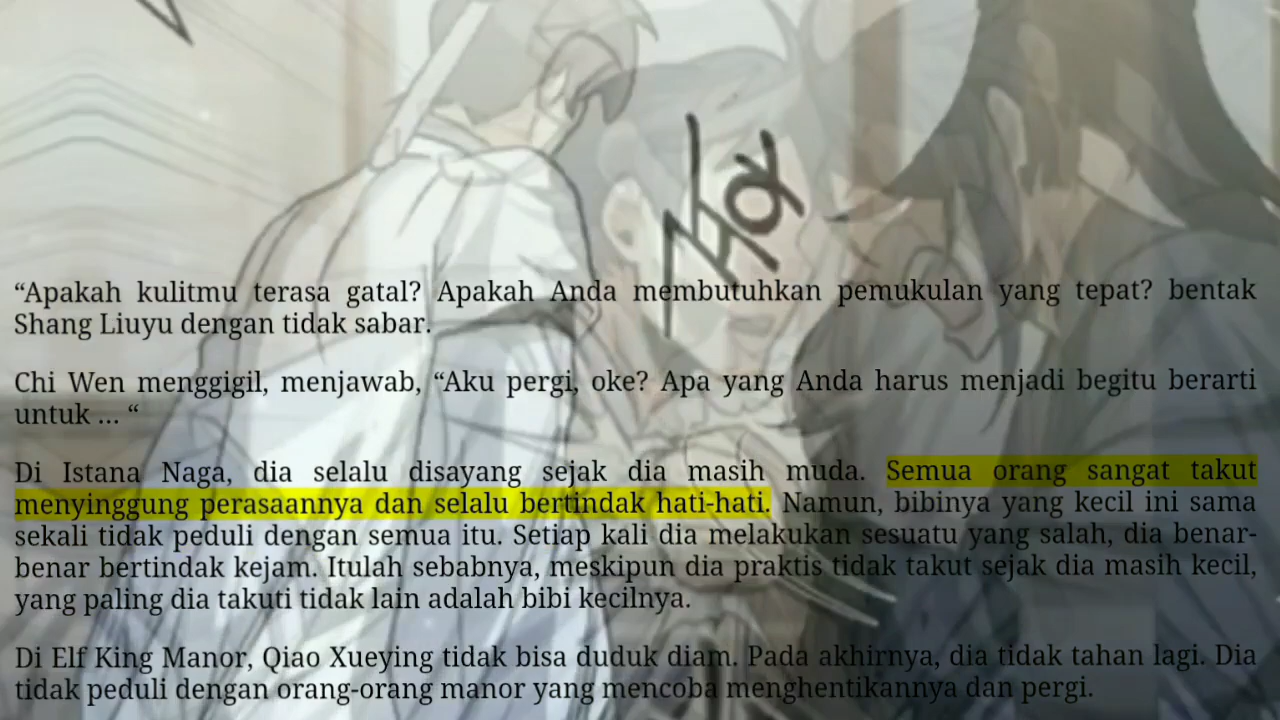 “Apakah kulitmu terasa gatal? Apakah Anda membutuhkan pemukulan yang tepat? bentak
Shang Liuyu dengan tidak sabar.
Chi Wen menggigil, menjawab, “Aku pergi, oke? Apa yang Anda harus menjadi begitu berarti
untuk ... “
Di Istana Naga, dia selalu disayang sejak dia masih muda. Semua orang sangat takut
menyinggung perasaannya dan selalu bertindak hati-hati. Namun, bibinya yang kecil ini sama
sekali tidak peduli dengan semua itu. Setiap kali dia melakukan sesuatu yang salah, dia benar-
benar bertindak kejam. Itulah sebabnya, meskipun dia praktis tidak takut sejak dia masih kecil,
yang paling dia takuti tidak lain adalah bibi kecilnya.
Di Elf King Manor, Qiao Xueying tidak bisa duduk diam. Pada akhirnya, dia tidak tahan lagi. Dia
tidak peduli dengan orang-orang manor yang mencoba menghentikannya dan pergi.